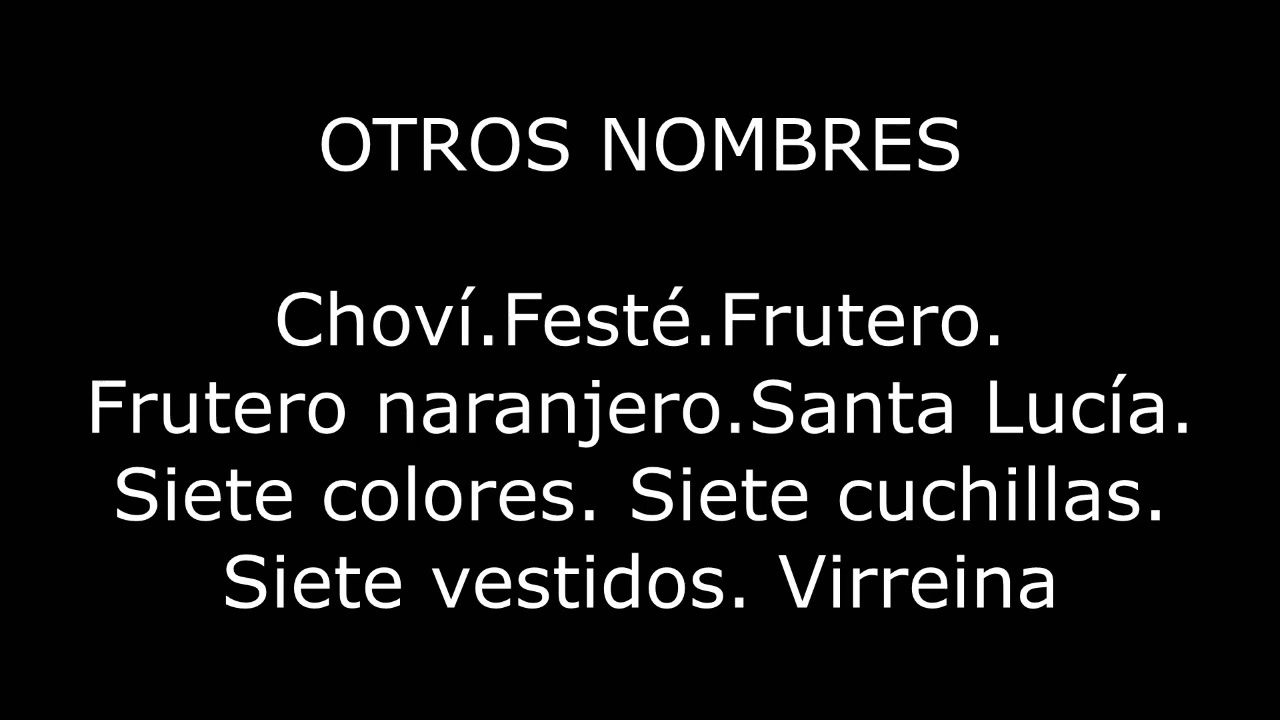 OTROS NOMBRES
Choví.Festé.Frutero.
Frutero naranjero.Santa Lucía.
Siete colores. Siete cuchillas.
Siete vestidos. Virreina